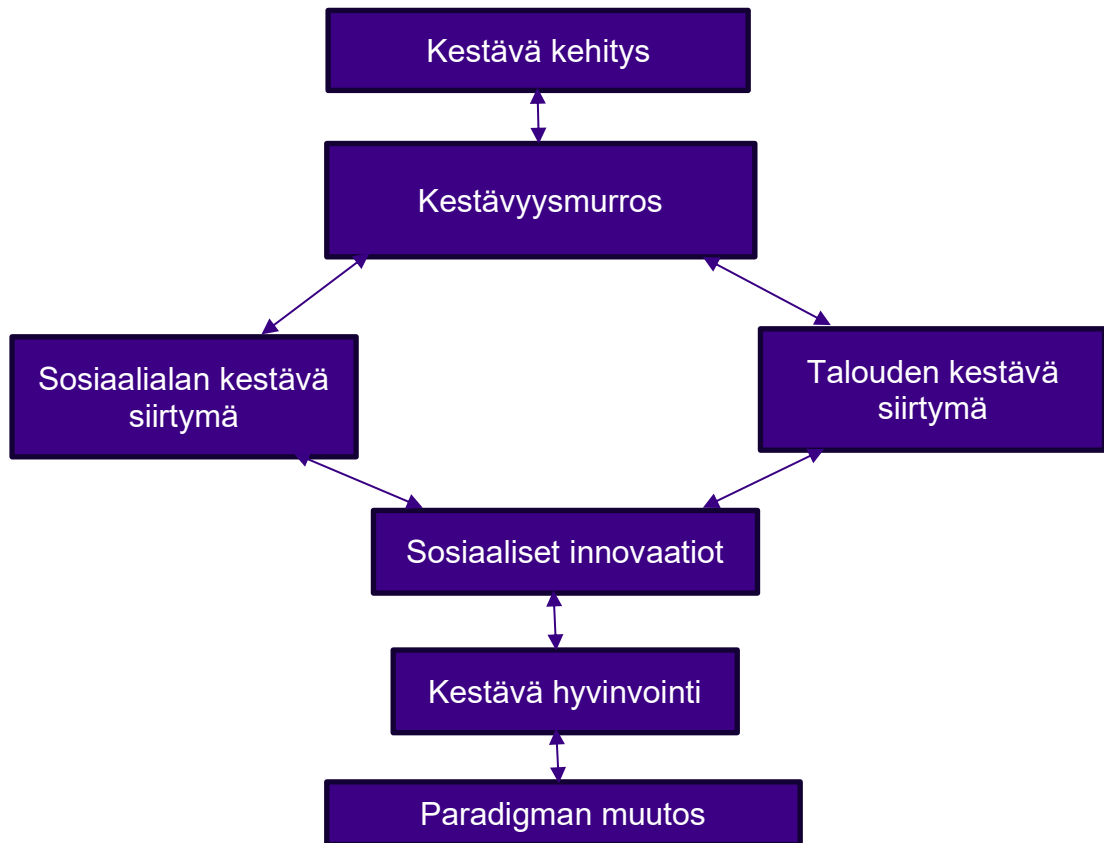 Kestävä kehitys
Kestävyysmurros
Sosiaalialan kestävä
siirtymä
Talouden kestävä
siirtymä
Sosiaaliset innovaatiot
Kestävä hyvinvointi
Paradigman muutos